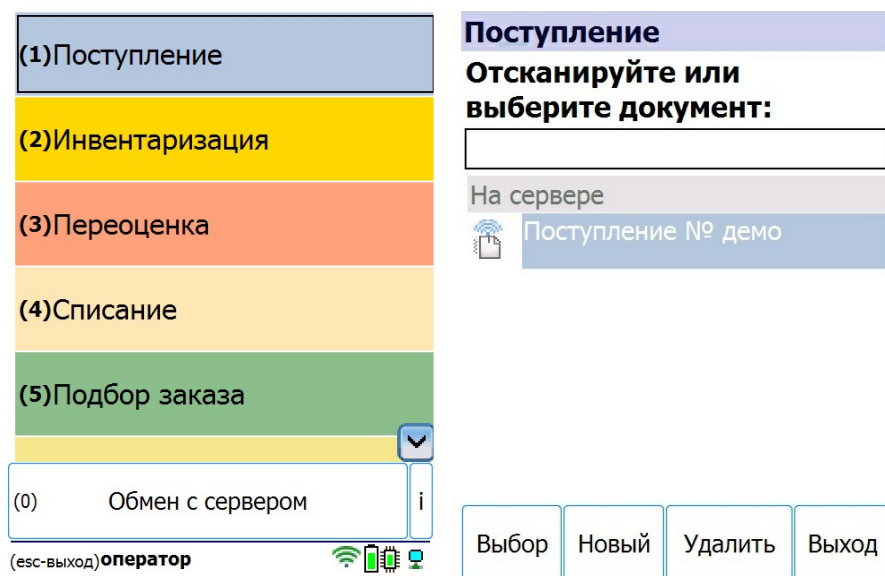 (1)Поступление
(2)Инвентаризация
(3)Переоценка
(4)Списание
(5)Подбор заказа
(0) Обмен с сервером i
(esc-выход)оператор
Поступление
Отсканируйте или
выберите документ:
На сервере
Поступление № демо
Выбор Новый Удалить Выход